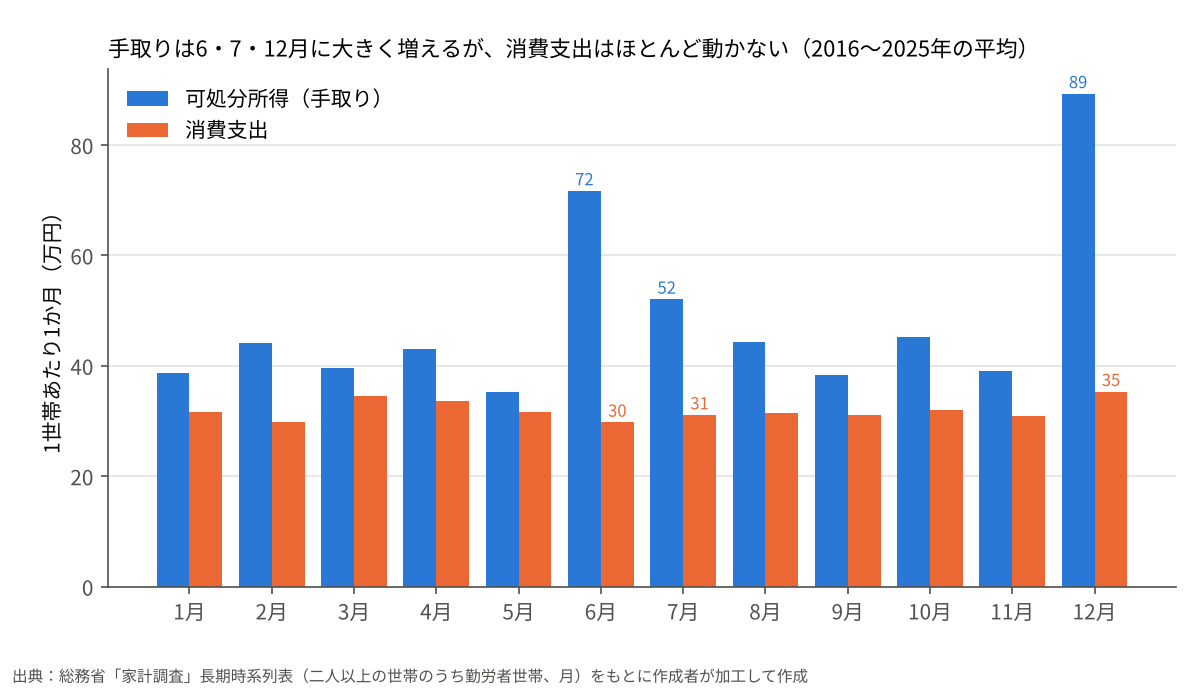 手取りは6・7・12月に大きく増えるが、消費支出はほとんど動かない（2016～2025年の平均）
可処分所得（手取り）
消費支出
1世帯あたり1か月（万円）
80
60
40
20
0
72
30
52
31
89
35
1月
2月
3月
4月
5月
6月
7月
8月
9月
10月
11月
12月
出典：総務省「家計調査」長期時系列表（二人以上の世帯のうち勤労者世帯、月）をもとに作成者が加工して作成